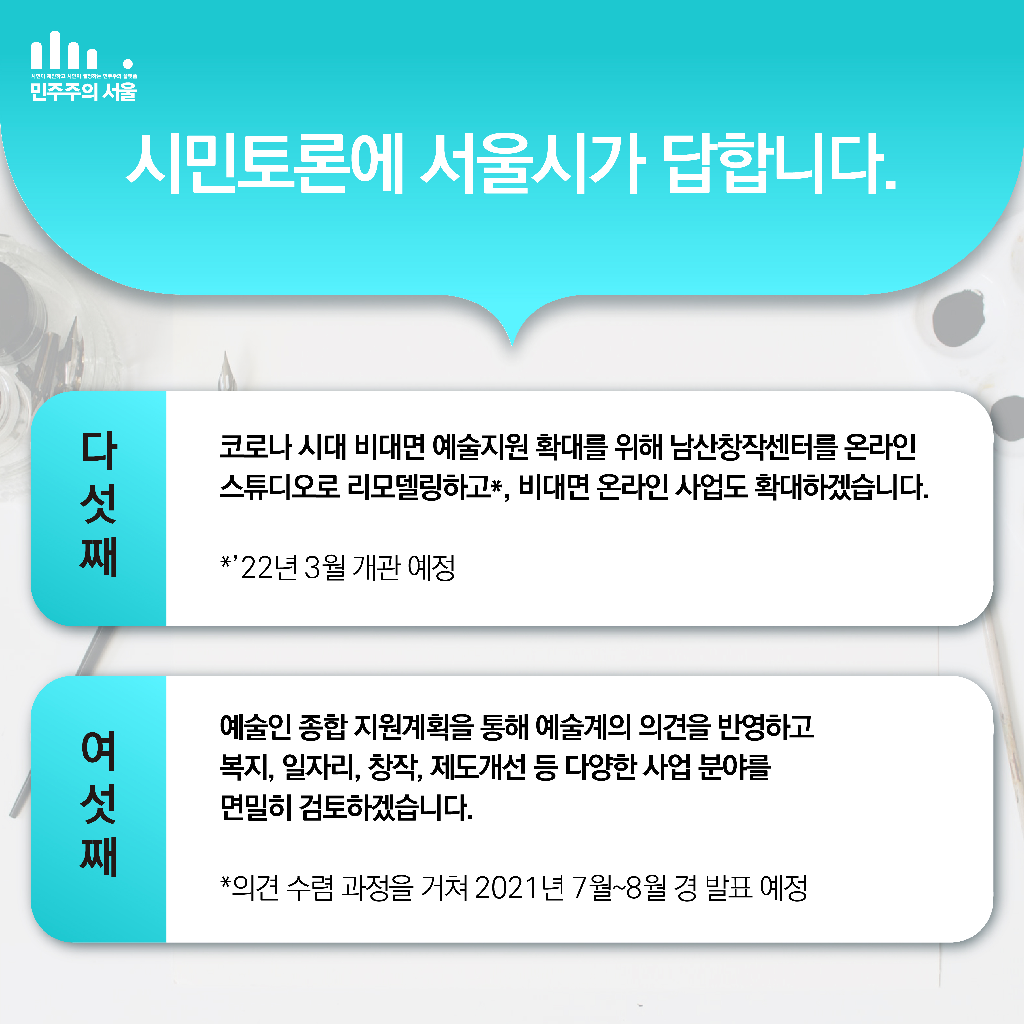 시민이 제안하고 시민이 결정하는 민주주의 플랫폼
민주주의 서울
시민토론에 서울시가 답합니다.
다섯째
코로나 시대 비대면 예술지원 확대를 위해 남산창작센터를 온라인
스튜디오로 리모델링하고*, 비대면 온라인 사업도 확대하겠습니다.
*’22년 3월 개관 예정
여섯째
예술인 종합 지원계획을 통해 예술계의 의견을 반영하고
복지, 일자리, 창작, 제도개선 등 다양한 사업 분야를
면밀히 검토하겠습니다.
*의견 수렴 과정을 거쳐 2021년 7월~8월 경 발표 예정